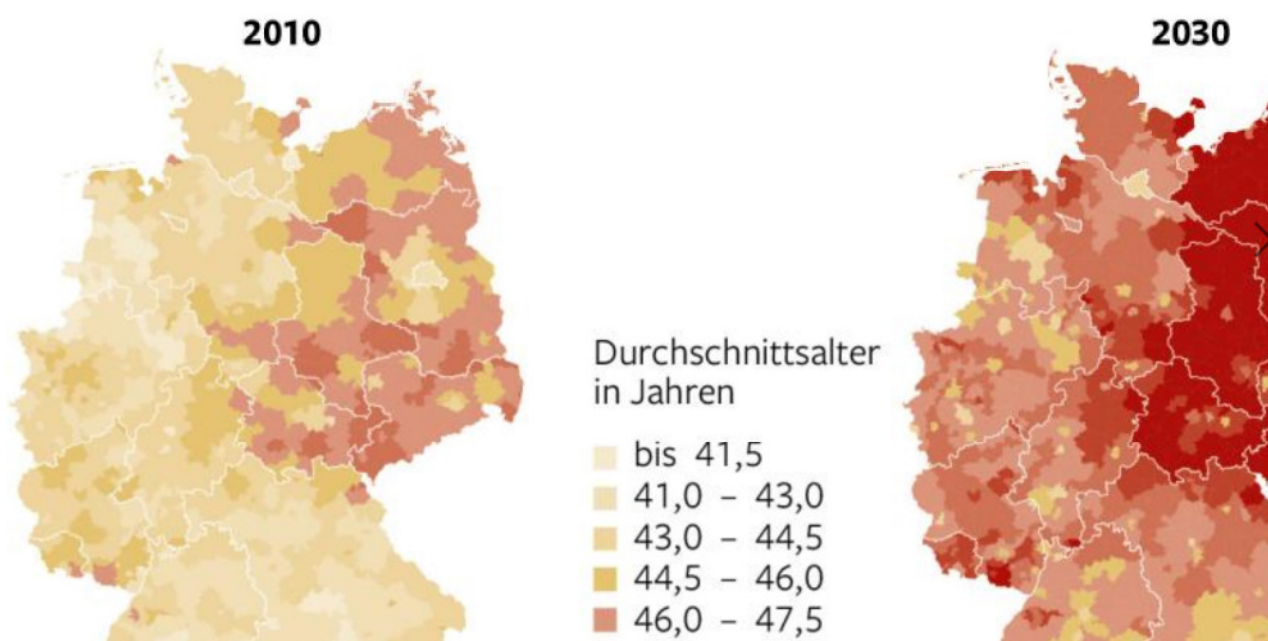 2010
2030
Durchschnittsalter
in Jahren
bis 41,5
41,0 – 43,0
43,0 – 44,5
44,5 – 46,0
46,0 – 47,5